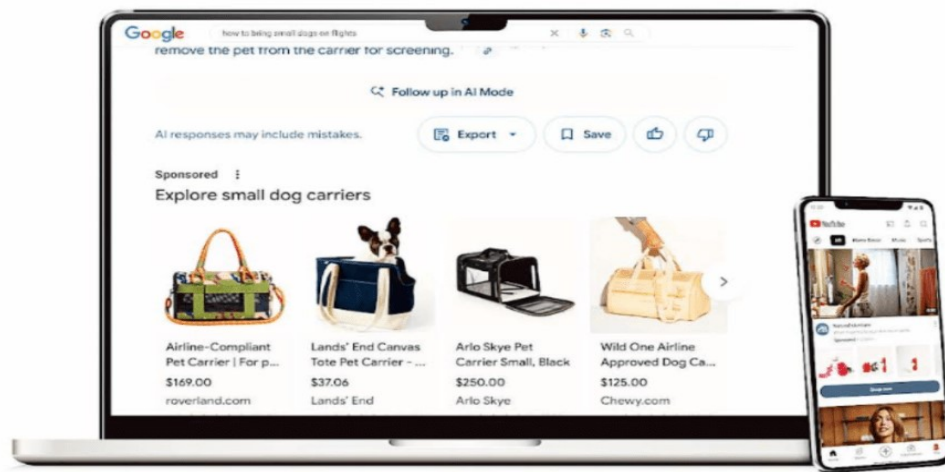 Google
how to bring small dogs on flights
remove the pet from the carrier for screening.
Follow up in AI Mode
AI responses may include mistakes.
Export
Save
Sponsored
Explore small dog carriers
Airline-Compliant
Pet Carrier | For p...
$169.00
roverland.com
Lands' End Canvas
Tote Pet Carrier - ...
$37.06
Lands' End
Arlo Skye Pet
Carrier Small, Black
$250.00
Arlo Skye
Wild One Airline
Approved Dog Ca...
$125.00
Chewy.com
YouTube
All
Music
Sponsored
Shop now